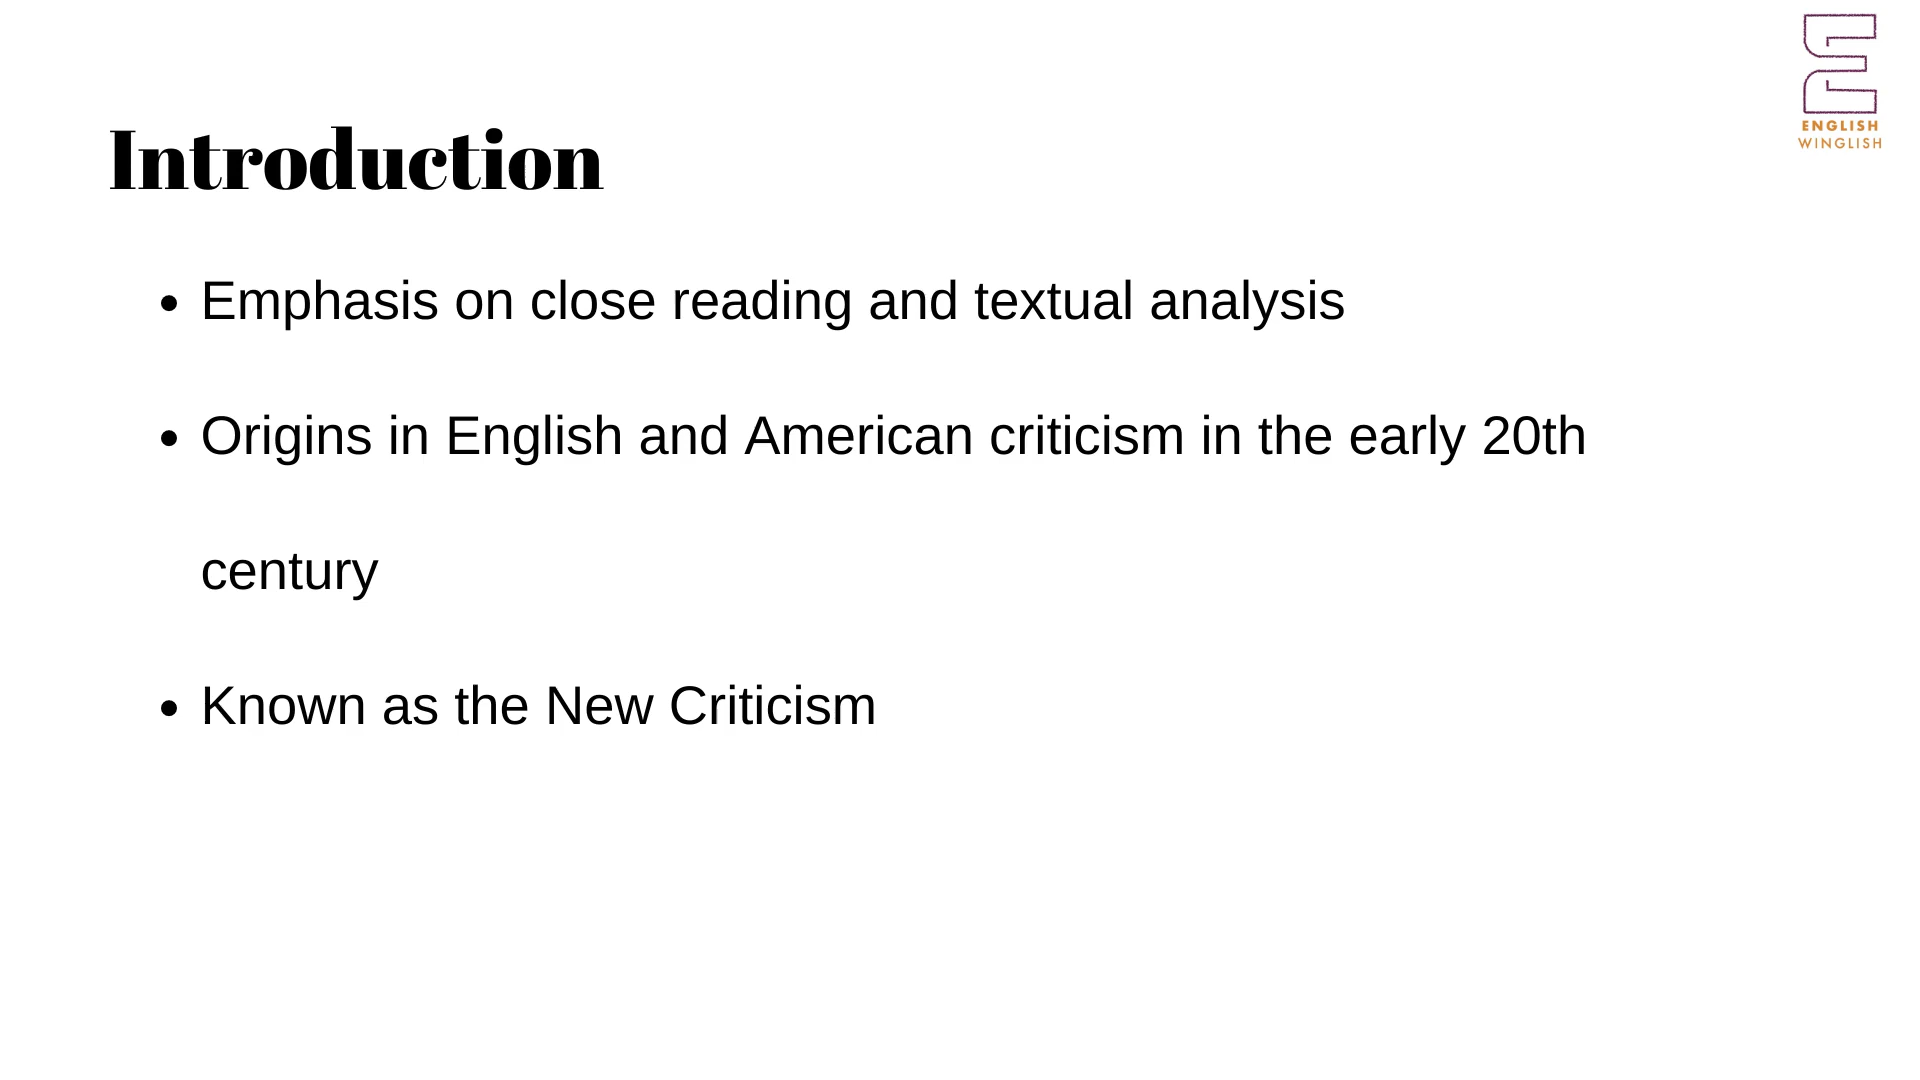 ENGLISH
WINGLISH
Introduction
• Emphasis on close reading and textual analysis
• Origins in English and American criticism in the early 20th
century
• Known as the New Criticism